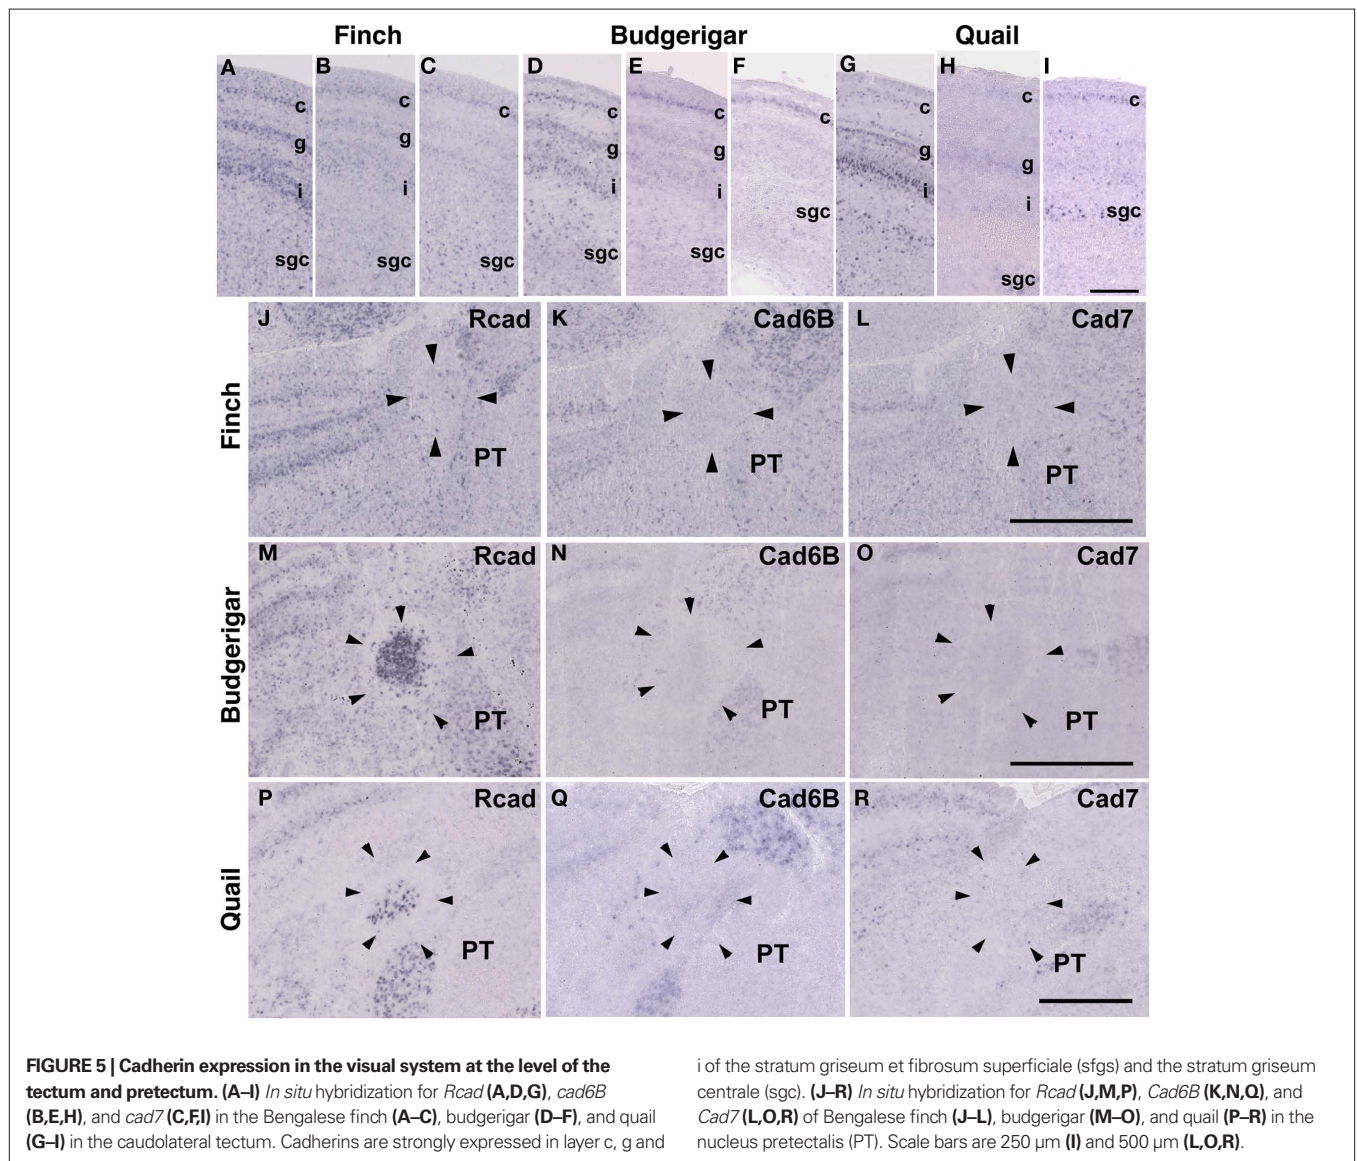 Finch Budgerigar Quail
A B C D E F G H I
c c c c c c c c c
g g g g g g
i i i i i i
sgc sgc sgc sgc sgc sgc sgc sgc
J Rcad K Cad6B L Cad7
Finch
PT PT PT
M Rcad N Cad6B O Cad7
Budgerigar
PT PT PT
P Rcad Q Cad6B R Cad7
Quail
PT PT PT
FIGURE 5 | Cadherin expression in the visual system at the level of the
tectum and pretectum. (A–I) In situ hybridization for Rcad (A,D,G), cad6B
(B,E,H), and cad7 (C,F,I) in the Bengalese finch (A–C), budgerigar (D–F), and quail
(G–I) in the caudolateral tectum. Cadherins are strongly expressed in layer c, g and
i of the stratum griseum et fibrosum superficiale (sfgs) and the stratum griseum
centrale (sgc). (J–R) In situ hybridization for Rcad (J,M,P), Cad6B (K,N,Q), and
Cad7 (L,O,R) of Bengalese finch (J–L), budgerigar (M–O), and quail (P–R) in the
nucleus pretectalis (PT). Scale bars are 250 μm (I) and 500 μm (L,O,R).